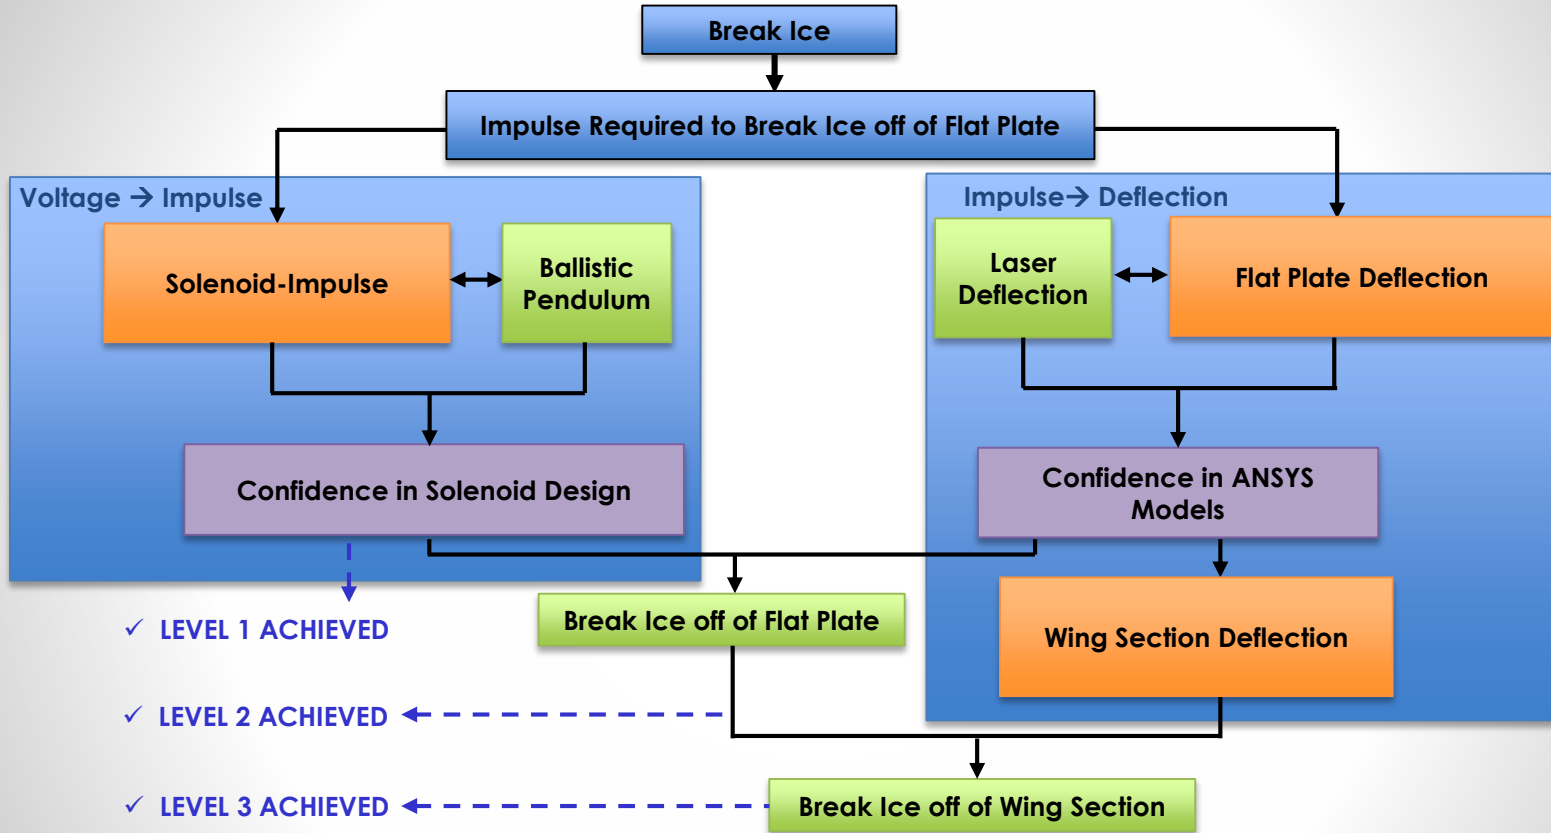 Break Ice
Impulse Required to Break Ice off of Flat Plate
Voltage → Impulse
Solenoid-Impulse
Ballistic
Pendulum
Confidence in Solenoid Design
Impulse→ Deflection
Laser
Deflection
Flat Plate Deflection
Confidence in ANSYS
Models
Wing Section Deflection
Break Ice off of Flat Plate
✓ LEVEL 1 ACHIEVED
✓ LEVEL 2 ACHIEVED
✓ LEVEL 3 ACHIEVED
Break Ice off of Wing Section